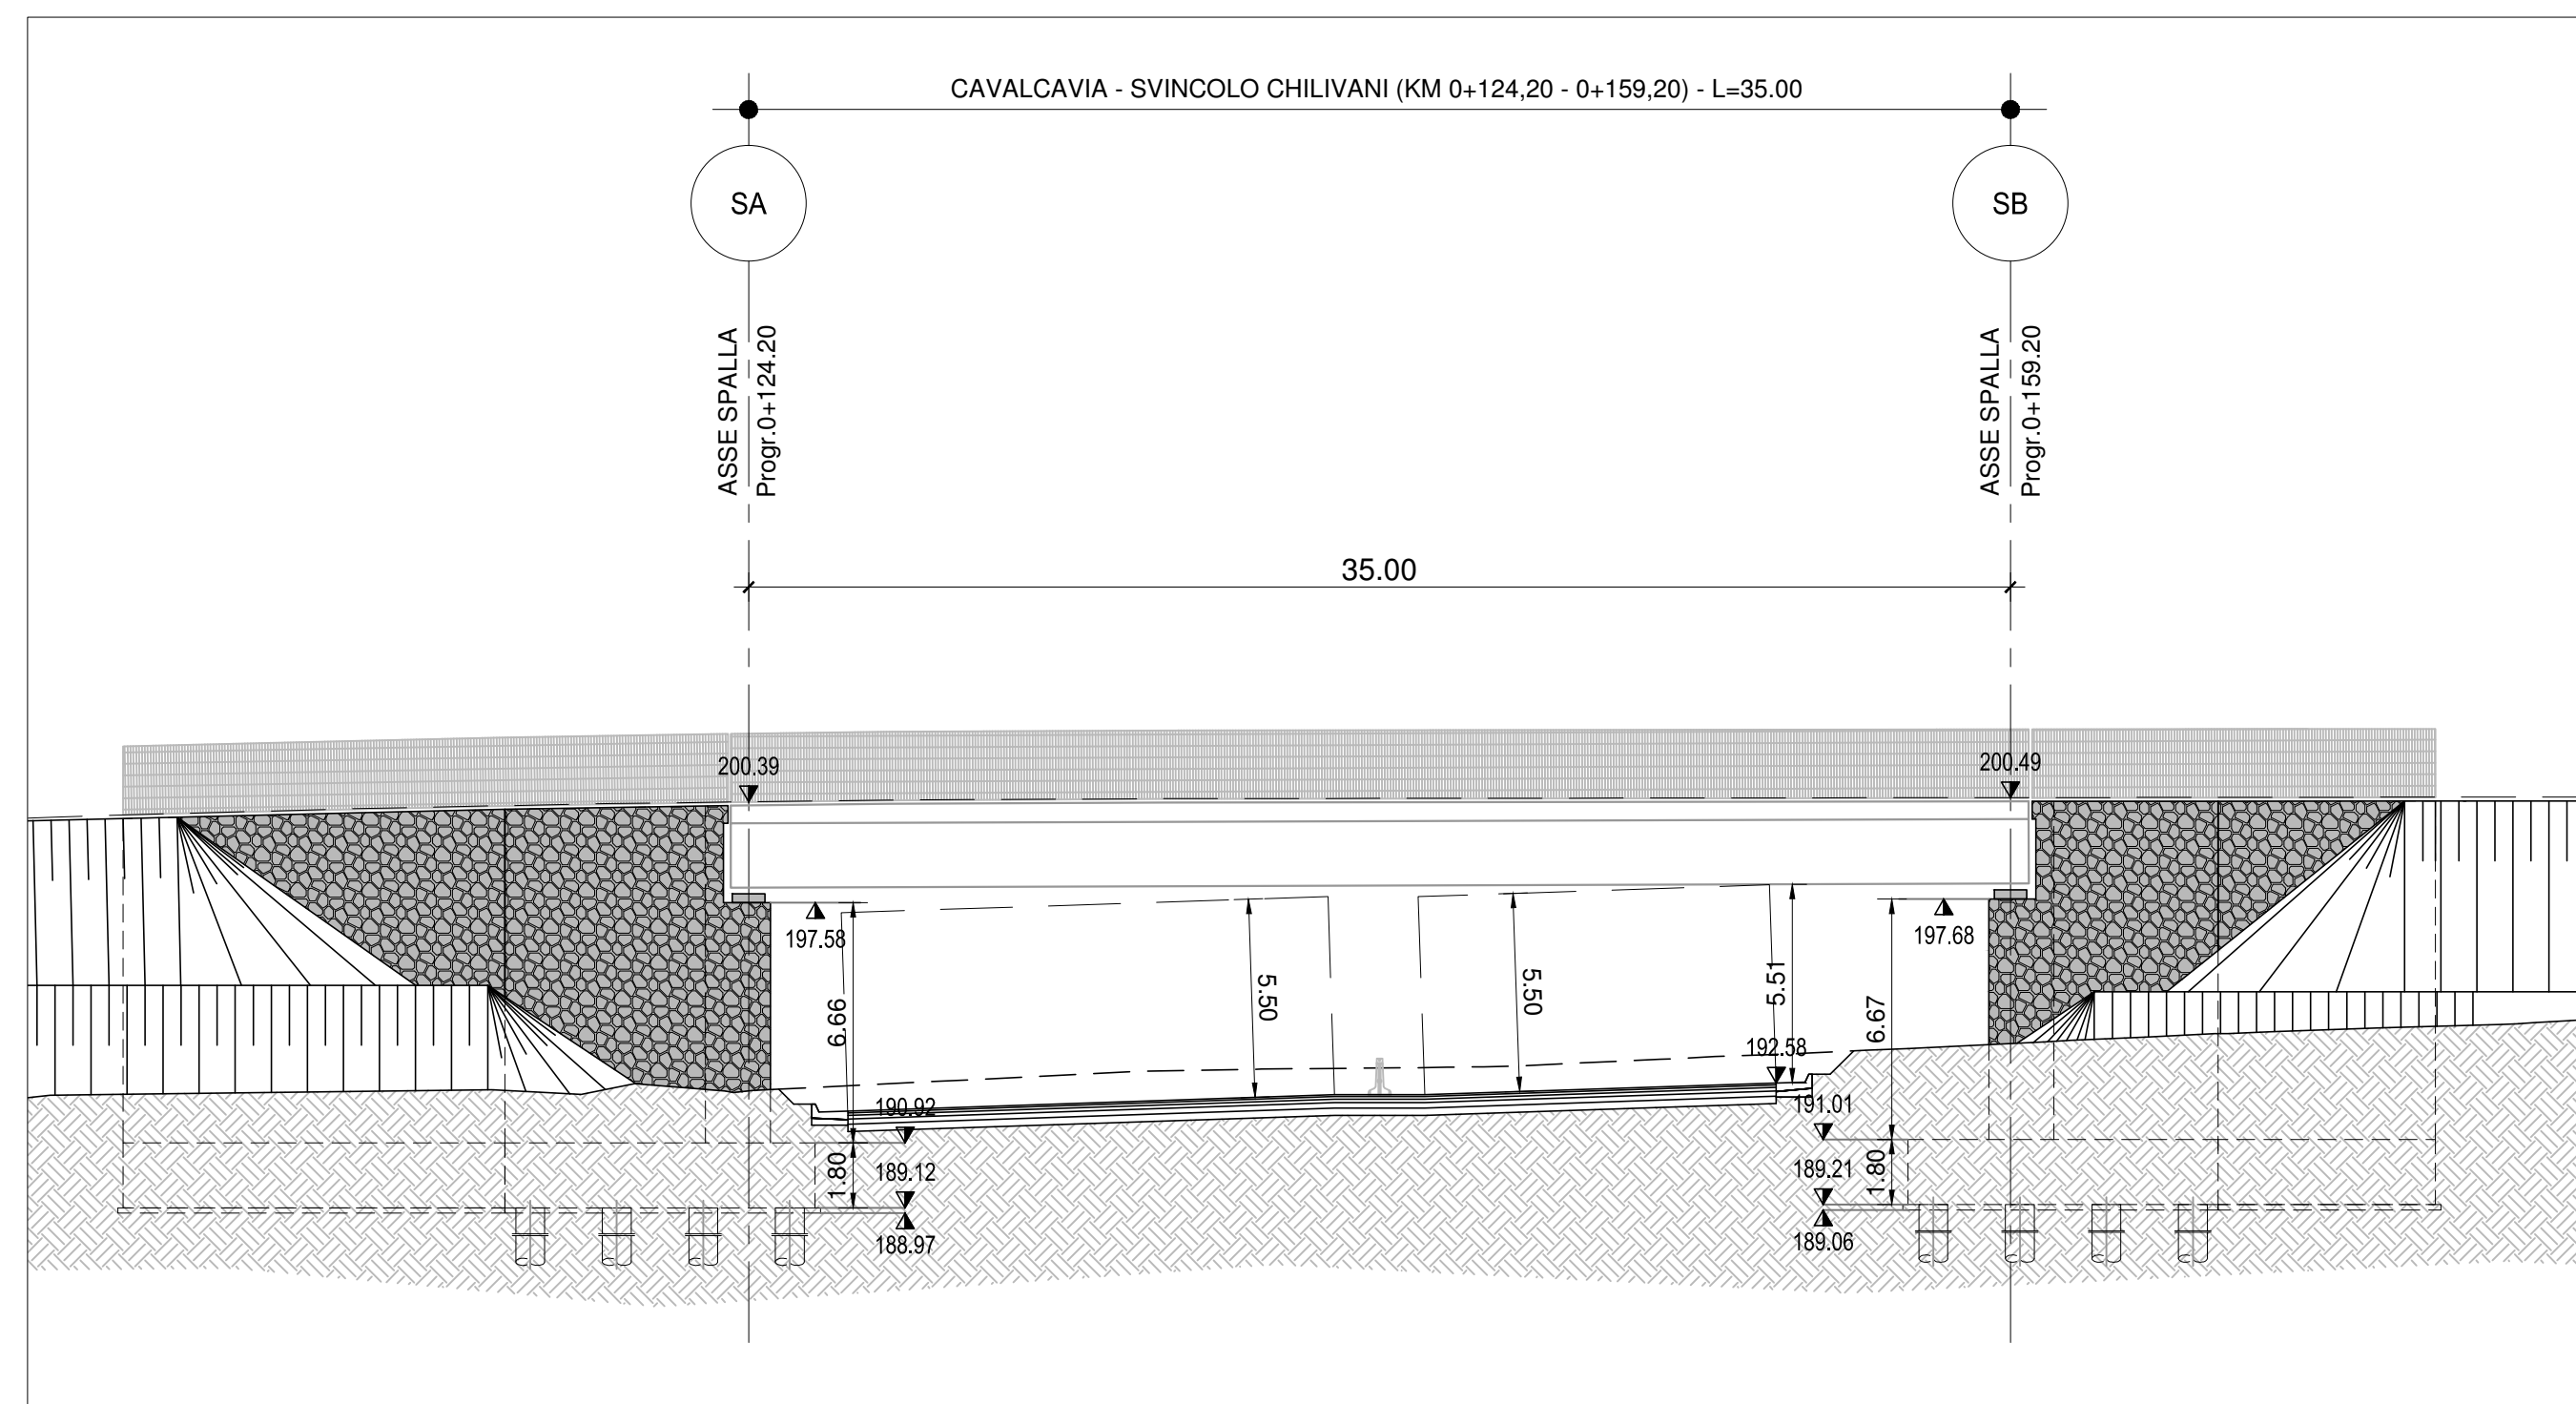 CAVALCAVIA - SVINCOLO CHILIVANI (KM 0+124,20 - 0+159,20) - L=35.00
SA
SB
ASSE SPALLA
Progr.0+124.20
ASSE SPALLA
Progr.0+159.20
35.00
200.39
200.49
197.58
197.68
6.66
5.50
5.50
5.51
6.67
192.58
190.92
191.01
1.80
189.12
189.21
1.80
188.97
189.06